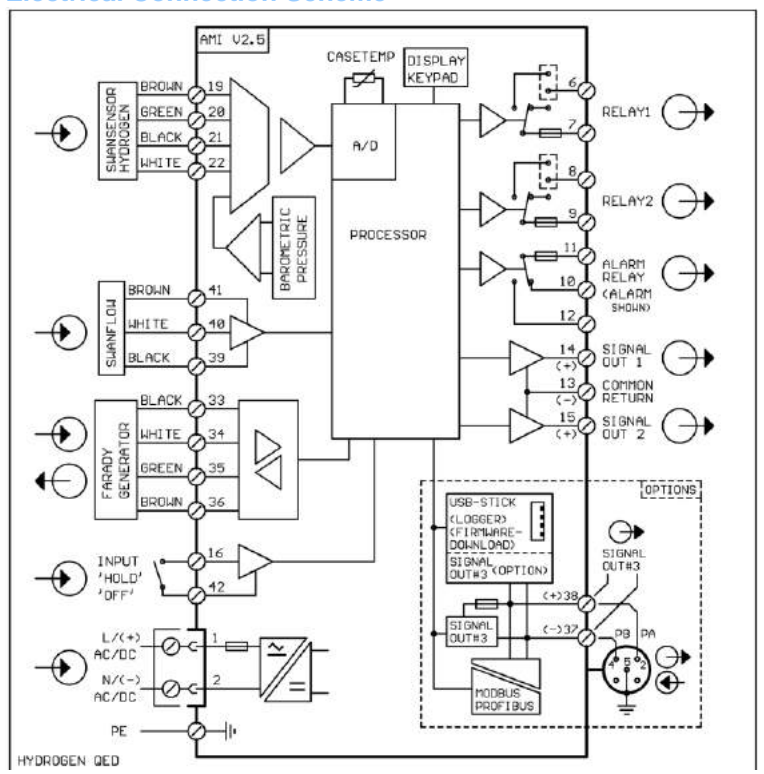 Electrical Connection Scheme
AMI V2.5
CASETEMP
DISPLAY
KEYPAD
SWANSENSOR
HYDROGEN
BROWN 19
GREEN 20
BLACK 21
WHITE 22
A/D
PROCESSOR
BAROMETRIC
PRESSURE
6
RELAY1
7
8
RELAY2
9
11
ALARM
RELAY
10
(ALARM
SHOWN)
12
SWANFLOW
BROWN 41
WHITE 40
BLACK 39
14 SIGNAL
(+) OUT 1
13 COMMON
(-) RETURN
15 SIGNAL
(+) OUT 2
FARADY
GENERATOR
BLACK 33
WHITE 34
GREEN 35
BROWN 36
INPUT
'HOLD'
'OFF'
16
42
L/(+)
AC/DC
1
N/(-)
AC/DC
2
PE
OPTIONS
USB-STICK
(LOGGER)
(FIRMWARE-
DOWNLOAD)
SIGNAL
OUT#3 (OPTION)
SIGNAL
OUT#3
(+)38
SIGNAL
OUT#3
(-)37
PB PA
4 5 2
MODBUS
PROFIBUS
HYDROGEN QED